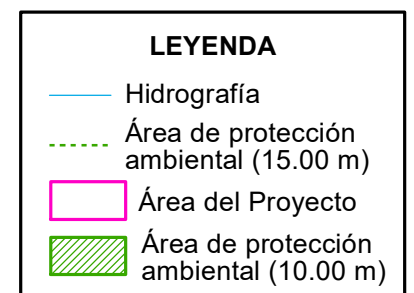 LEYENDA
Hidrografía
Área de protección
ambiental (15.00 m)
Área del Proyecto
Área de protección
ambiental (10.00 m)